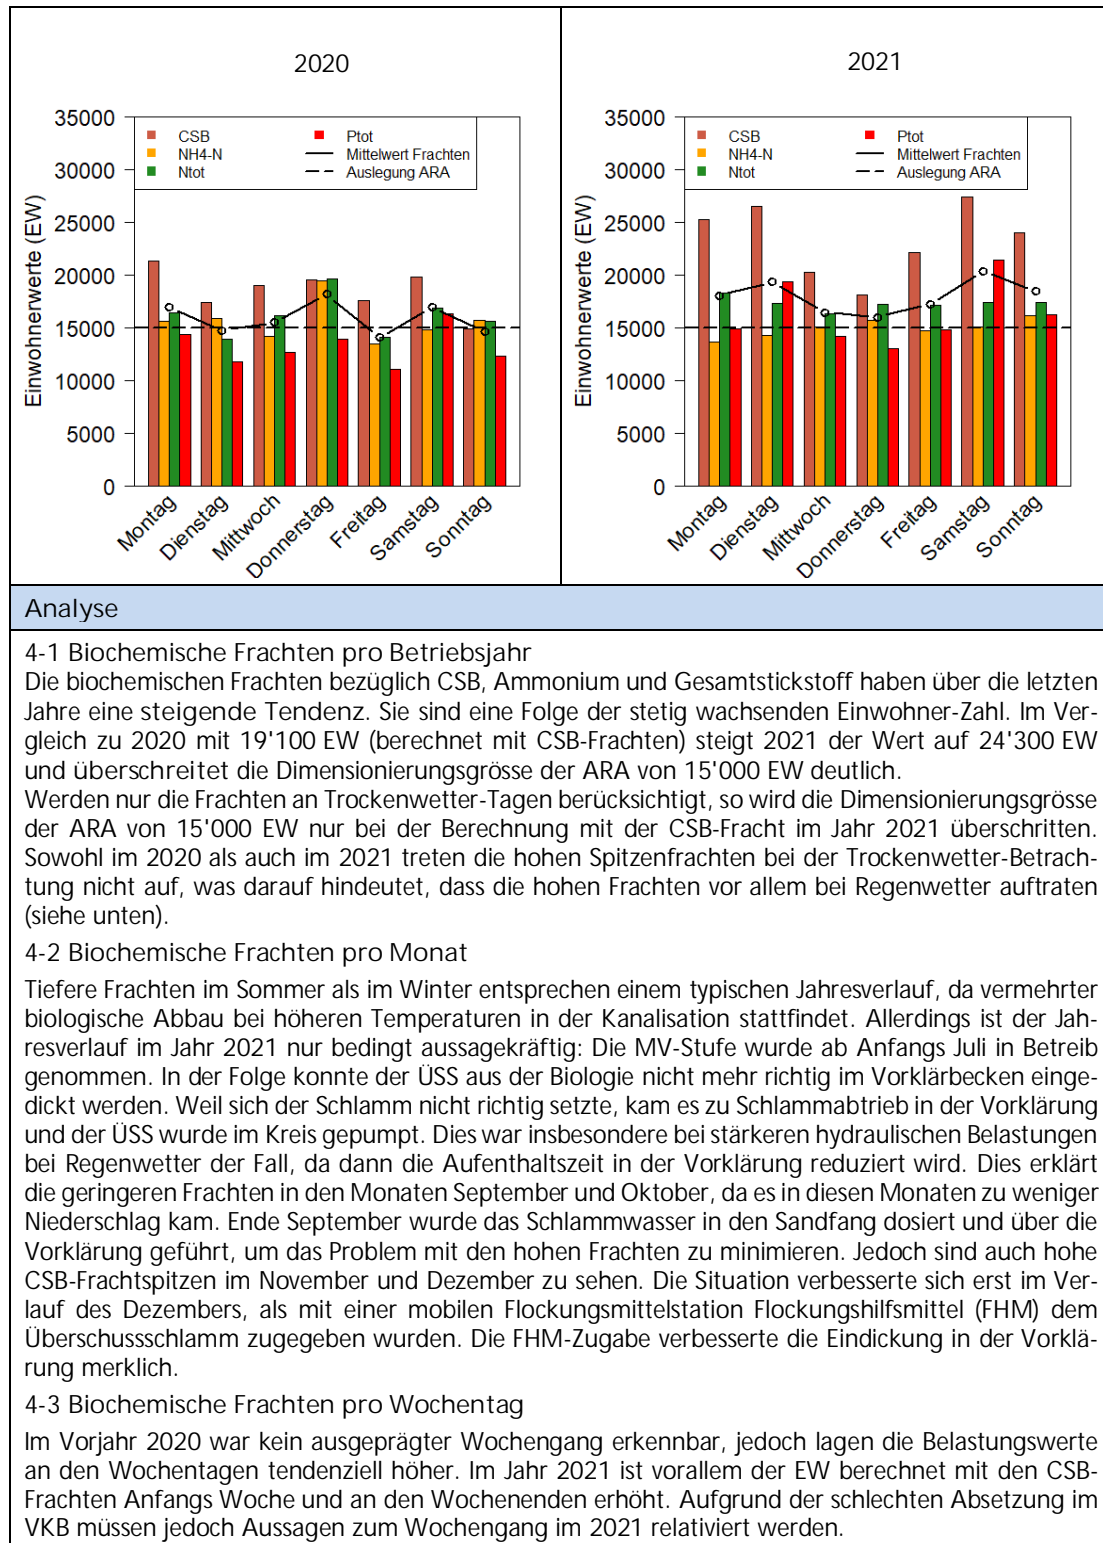 2020
35000
30000
25000
20000
15000
10000
5000
0
Einwohnerwerte (EW)
CSB
NH4-N
Ntot
Ptot
Mittelwert Frachten
Auslegung ARA
Montag
Dienstag
Mittwoch
Donnerstag
Freitag
Samstag
Sonntag
2021
35000
30000
25000
20000
15000
10000
5000
0
Einwohnerwerte (EW)
CSB
NH4-N
Ntot
Ptot
Mittelwert Frachten
Auslegung ARA
Montag
Dienstag
Mittwoch
Donnerstag
Freitag
Samstag
Sonntag
Analyse
4-1 Biochemische Frachten pro Betriebsjahr
Die biochemischen Frachten bezüglich CSB, Ammonium und Gesamtstickstoff haben über die letzten
Jahre eine steigende Tendenz. Sie sind eine Folge der stetig wachsenden Einwohner-Zahl. Im Ver-
gleich zu 2020 mit 19'100 EW (berechnet mit CSB-Frachten) steigt 2021 der Wert auf 24'300 EW
und überschreitet die Dimensionierungsgrösse der ARA von 15'000 EW deutlich.
Werden nur die Frachten an Trockenwetter-Tagen berücksichtigt, so wird die Dimensionierungsgrösse
der ARA von 15'000 EW nur bei der Berechnung mit der CSB-Fracht im Jahr 2021 überschritten.
Sowohl im 2020 als auch im 2021 treten die hohen Spitzenfrachten bei der Trockenwetter-Betrach-
tung nicht auf, was darauf hindeutet, dass die hohen Frachten vor allem bei Regenwetter auftraten
(siehe unten).
4-2 Biochemische Frachten pro Monat
Tiefere Frachten im Sommer als im Winter entsprechen einem typischen Jahresverlauf, da vermehrter
biologische Abbau bei höheren Temperaturen in der Kanalisation stattfindet. Allerdings ist der Jah-
resverlauf im Jahr 2021 nur bedingt aussagekräftig: Die MV-Stufe wurde ab Anfangs Juli in Betreib
genommen. In der Folge konnte der ÜSS aus der Biologie nicht mehr richtig im Vorklärbecken einge-
dickt werden. Weil sich der Schlamm nicht richtig setzte, kam es zu Schlammabtrieb in der Vorklärung
und der ÜSS wurde im Kreis gepumpt. Dies war insbesondere bei stärkeren hydraulischen Belastungen
bei Regenwetter der Fall, da dann die Aufenthaltszeit in der Vorklärung reduziert wird. Dies erklärt
die geringeren Frachten in den Monaten September und Oktober, da es in diesen Monaten zu weniger
Niederschlag kam. Ende September wurde das Schlammwasser in den Sandfang dosiert und über die
Vorklärung geführt, um das Problem mit den hohen Frachten zu minimieren. Jedoch sind auch hohe
CSB-Frachtspitzen im November und Dezember zu sehen. Die Situation verbesserte sich erst im Ver-
lauf des Dezembers, als mit einer mobilen Flockungsmittelstation Flockungshilfsmittel (FHM) dem
Überschussschlamm zugegeben wurden. Die FHM-Zugabe verbesserte die Eindickung in der Vorklä-
rung merklich.
4-3 Biochemische Frachten pro Wochentag
Im Vorjahr 2020 war kein ausgeprägter Wochengang erkennbar, jedoch lagen die Belastungswerte
an den Wochentagen tendenziell höher. Im Jahr 2021 ist vorallem der EW berechnet mit den CSB-
Frachten Anfangs Woche und an den Wochenenden erhöht. Aufgrund der schlechten Absetzung im
VKB müssen jedoch Aussagen zum Wochengang im 2021 relativiert werden.